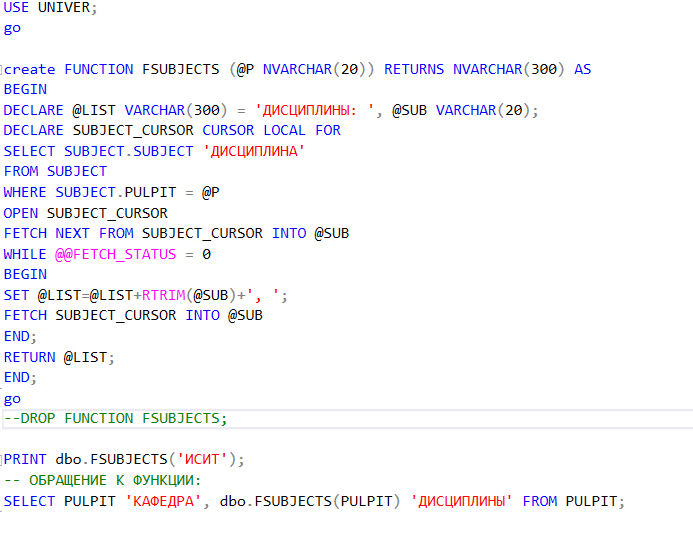 USE UNIVER;
go
create FUNCTION FSUBJECTS (@P NVARCHAR(20)) RETURNS NVARCHAR(300) AS
BEGIN
DECLARE @LIST VARCHAR(300) = 'ДИСЦИПЛИНЫ: ', @SUB VARCHAR(20);
DECLARE SUBJECT_CURSOR CURSOR LOCAL FOR
SELECT SUBJECT.SUBJECT 'ДИСЦИПЛИНА'
FROM SUBJECT
WHERE SUBJECT.PULPIT = @P
OPEN SUBJECT_CURSOR
FETCH NEXT FROM SUBJECT_CURSOR INTO @SUB
WHILE @@FETCH_STATUS = 0
BEGIN
SET @LIST=@LIST+RTRIM(@SUB)+', ';
FETCH SUBJECT_CURSOR INTO @SUB
END;
RETURN @LIST;
END;
go
--DROP FUNCTION FSUBJECTS;
PRINT dbo.FSUBJECTS('ИСИТ');
-- ОБРАЩЕНИЕ К ФУНКЦИИ:
SELECT PULPIT 'КАФЕДРА', dbo.FSUBJECTS(PULPIT) 'ДИСЦИПЛИНЫ' FROM PULPIT;